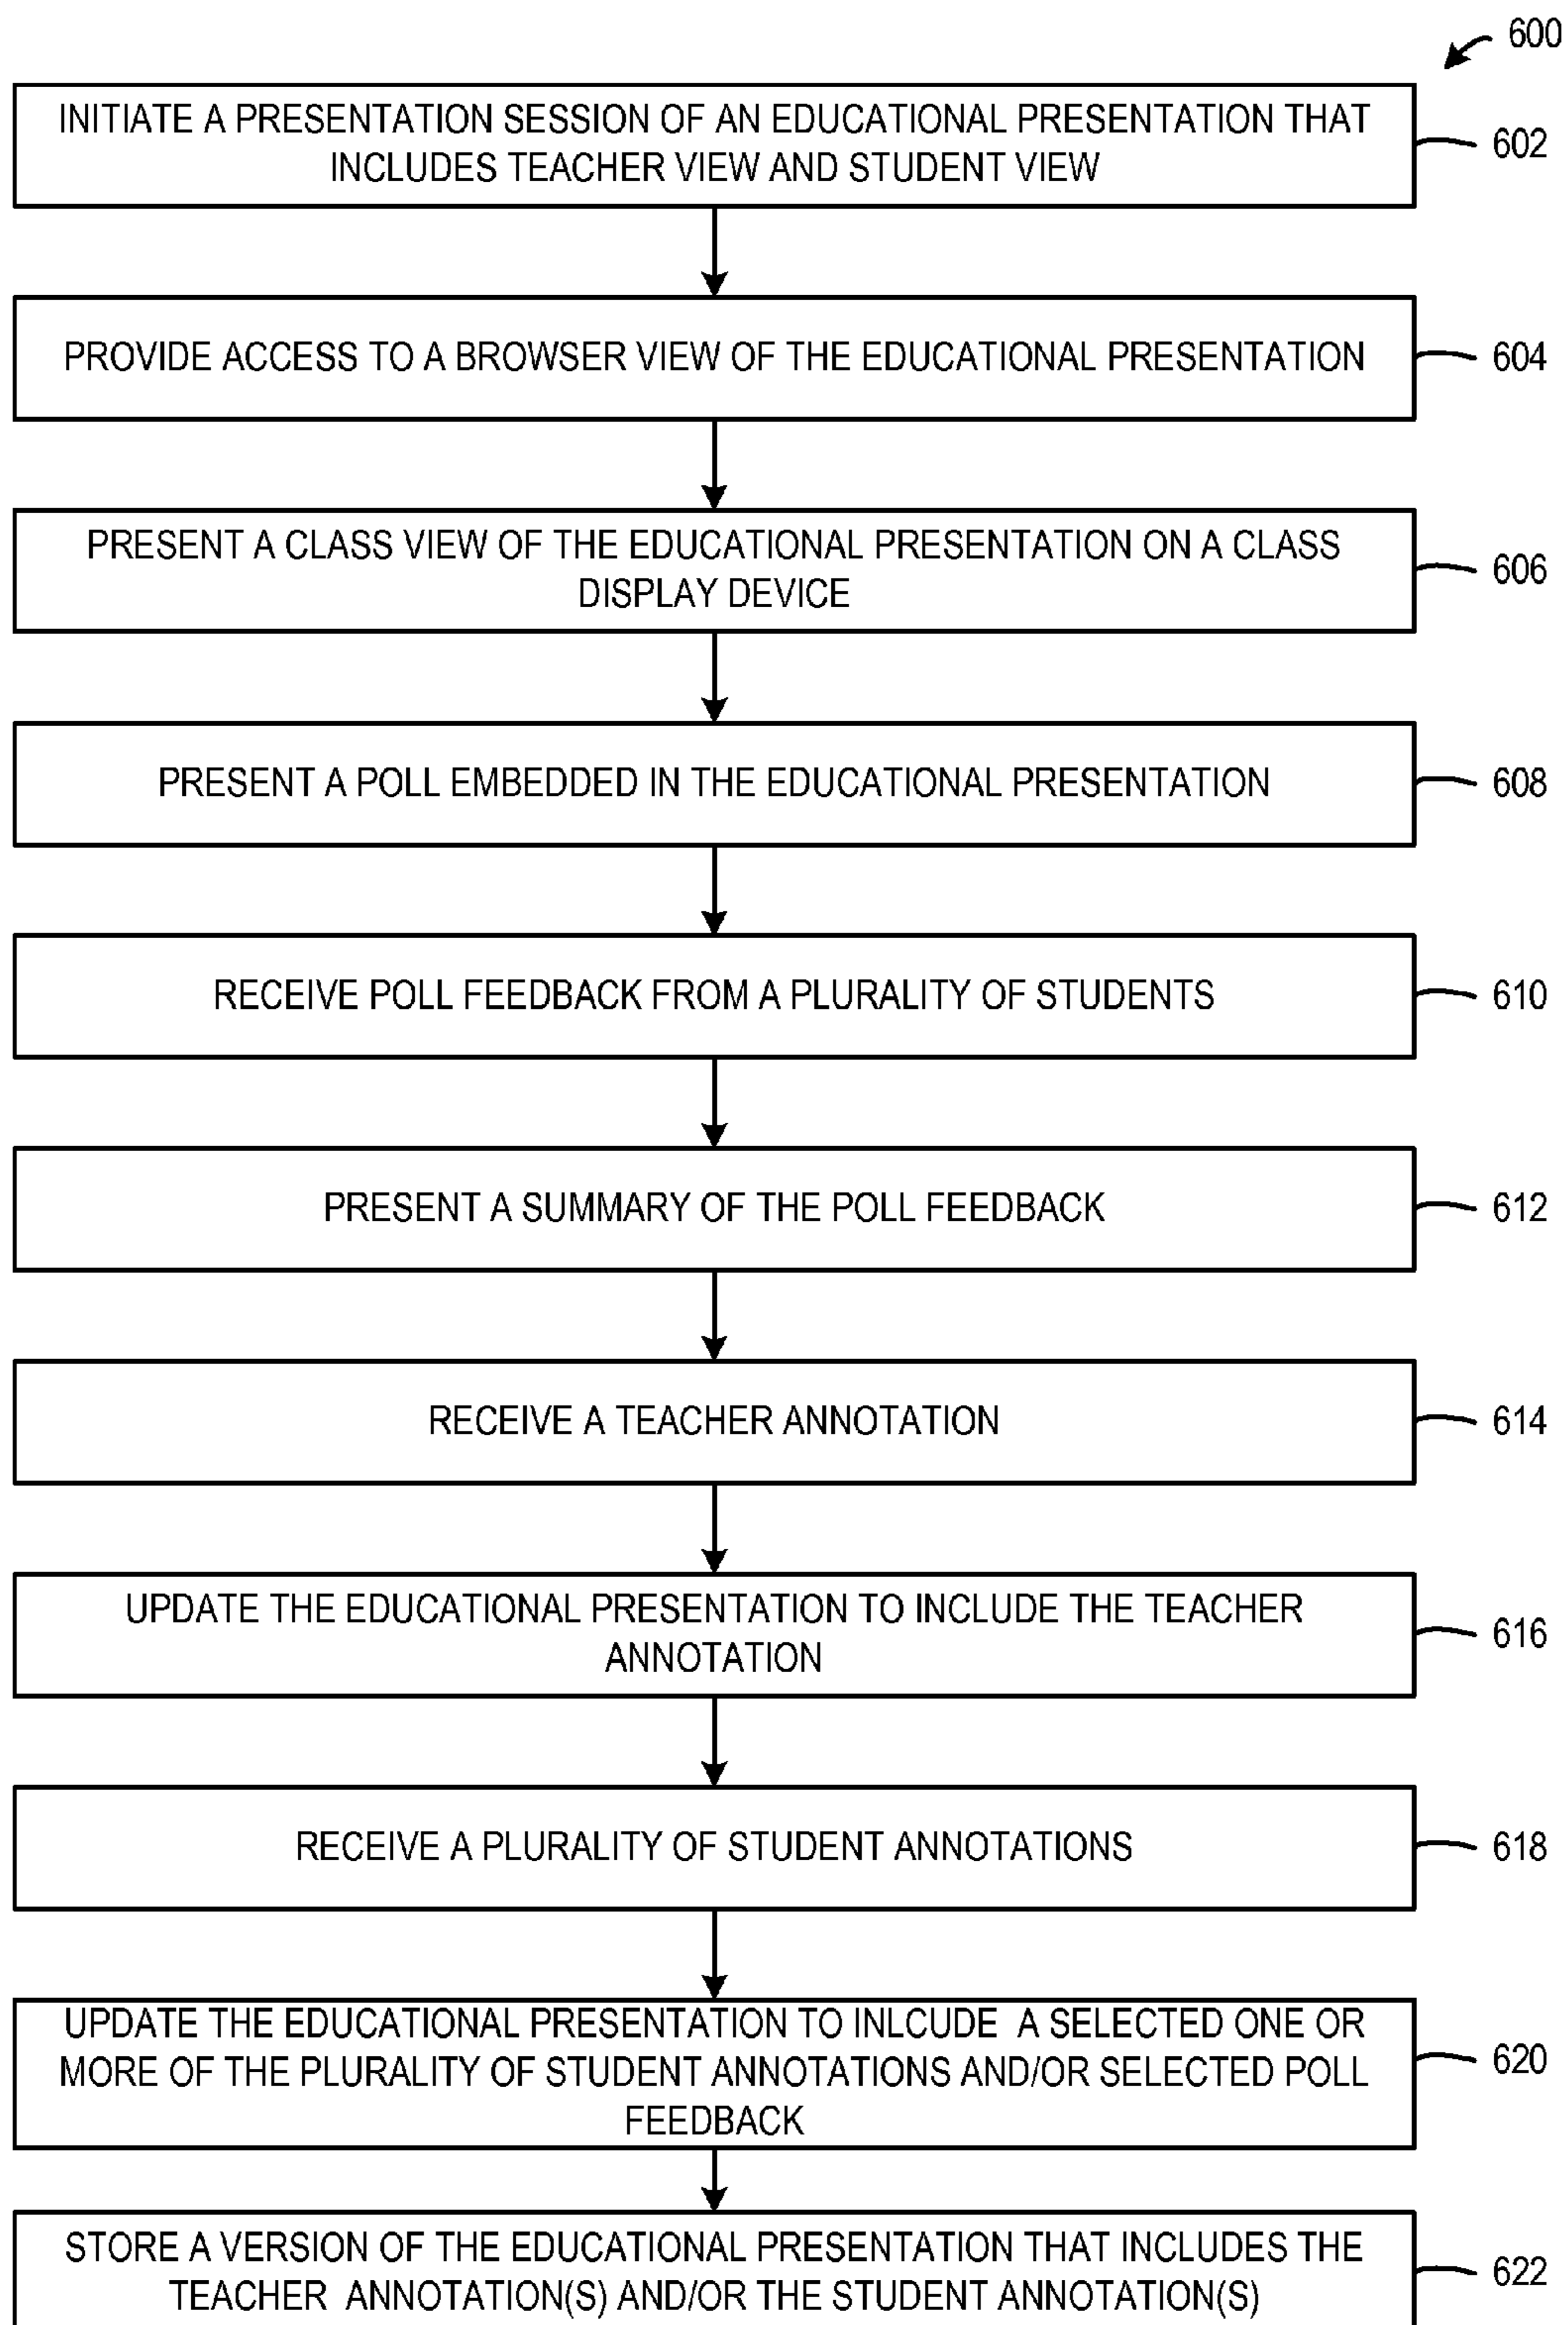 600
INITIATE A PRESENTATION SESSION OF AN EDUCATIONAL PRESENTATION THAT
INCLUDES TEACHER VIEW AND STUDENT VIEW
602
PROVIDE ACCESS TO A BROWSER VIEW OF THE EDUCATIONAL PRESENTATION
604
PRESENT A CLASS VIEW OF THE EDUCATIONAL PRESENTATION ON A CLASS
DISPLAY DEVICE
606
PRESENT A POLL EMBEDDED IN THE EDUCATIONAL PRESENTATION
608
RECEIVE POLL FEEDBACK FROM A PLURALITY OF STUDENTS
610
PRESENT A SUMMARY OF THE POLL FEEDBACK
612
RECEIVE A TEACHER ANNOTATION
614
UPDATE THE EDUCATIONAL PRESENTATION TO INCLUDE THE TEACHER
ANNOTATION
616
RECEIVE A PLURALITY OF STUDENT ANNOTATIONS
618
UPDATE THE EDUCATIONAL PRESENTATION TO INLCUDE A SELECTED ONE OR
MORE OF THE PLURALITY OF STUDENT ANNOTATIONS AND/OR SELECTED POLL
FEEDBACK
620
STORE A VERSION OF THE EDUCATIONAL PRESENTATION THAT INCLUDES THE
TEACHER ANNOTATION(S) AND/OR THE STUDENT ANNOTATION(S)
622